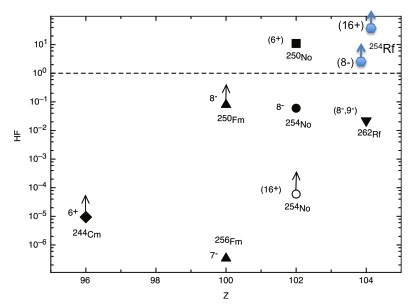 (16+)
10¹
(6+)
²⁵⁰No
²⁵⁴Rf
(8-)
10⁰
10⁻¹
8⁻
²⁵⁰Fm
8⁻
²⁵⁴No
(8⁻,9⁻)
²⁶²Rf
10⁻²
HF
10⁻³
10⁻⁴
(16+)
²⁵⁴No
10⁻⁵
6+
²⁴⁴Cm
10⁻⁶
²⁵⁶Fm
7⁻
96 98 100 102 104
Z